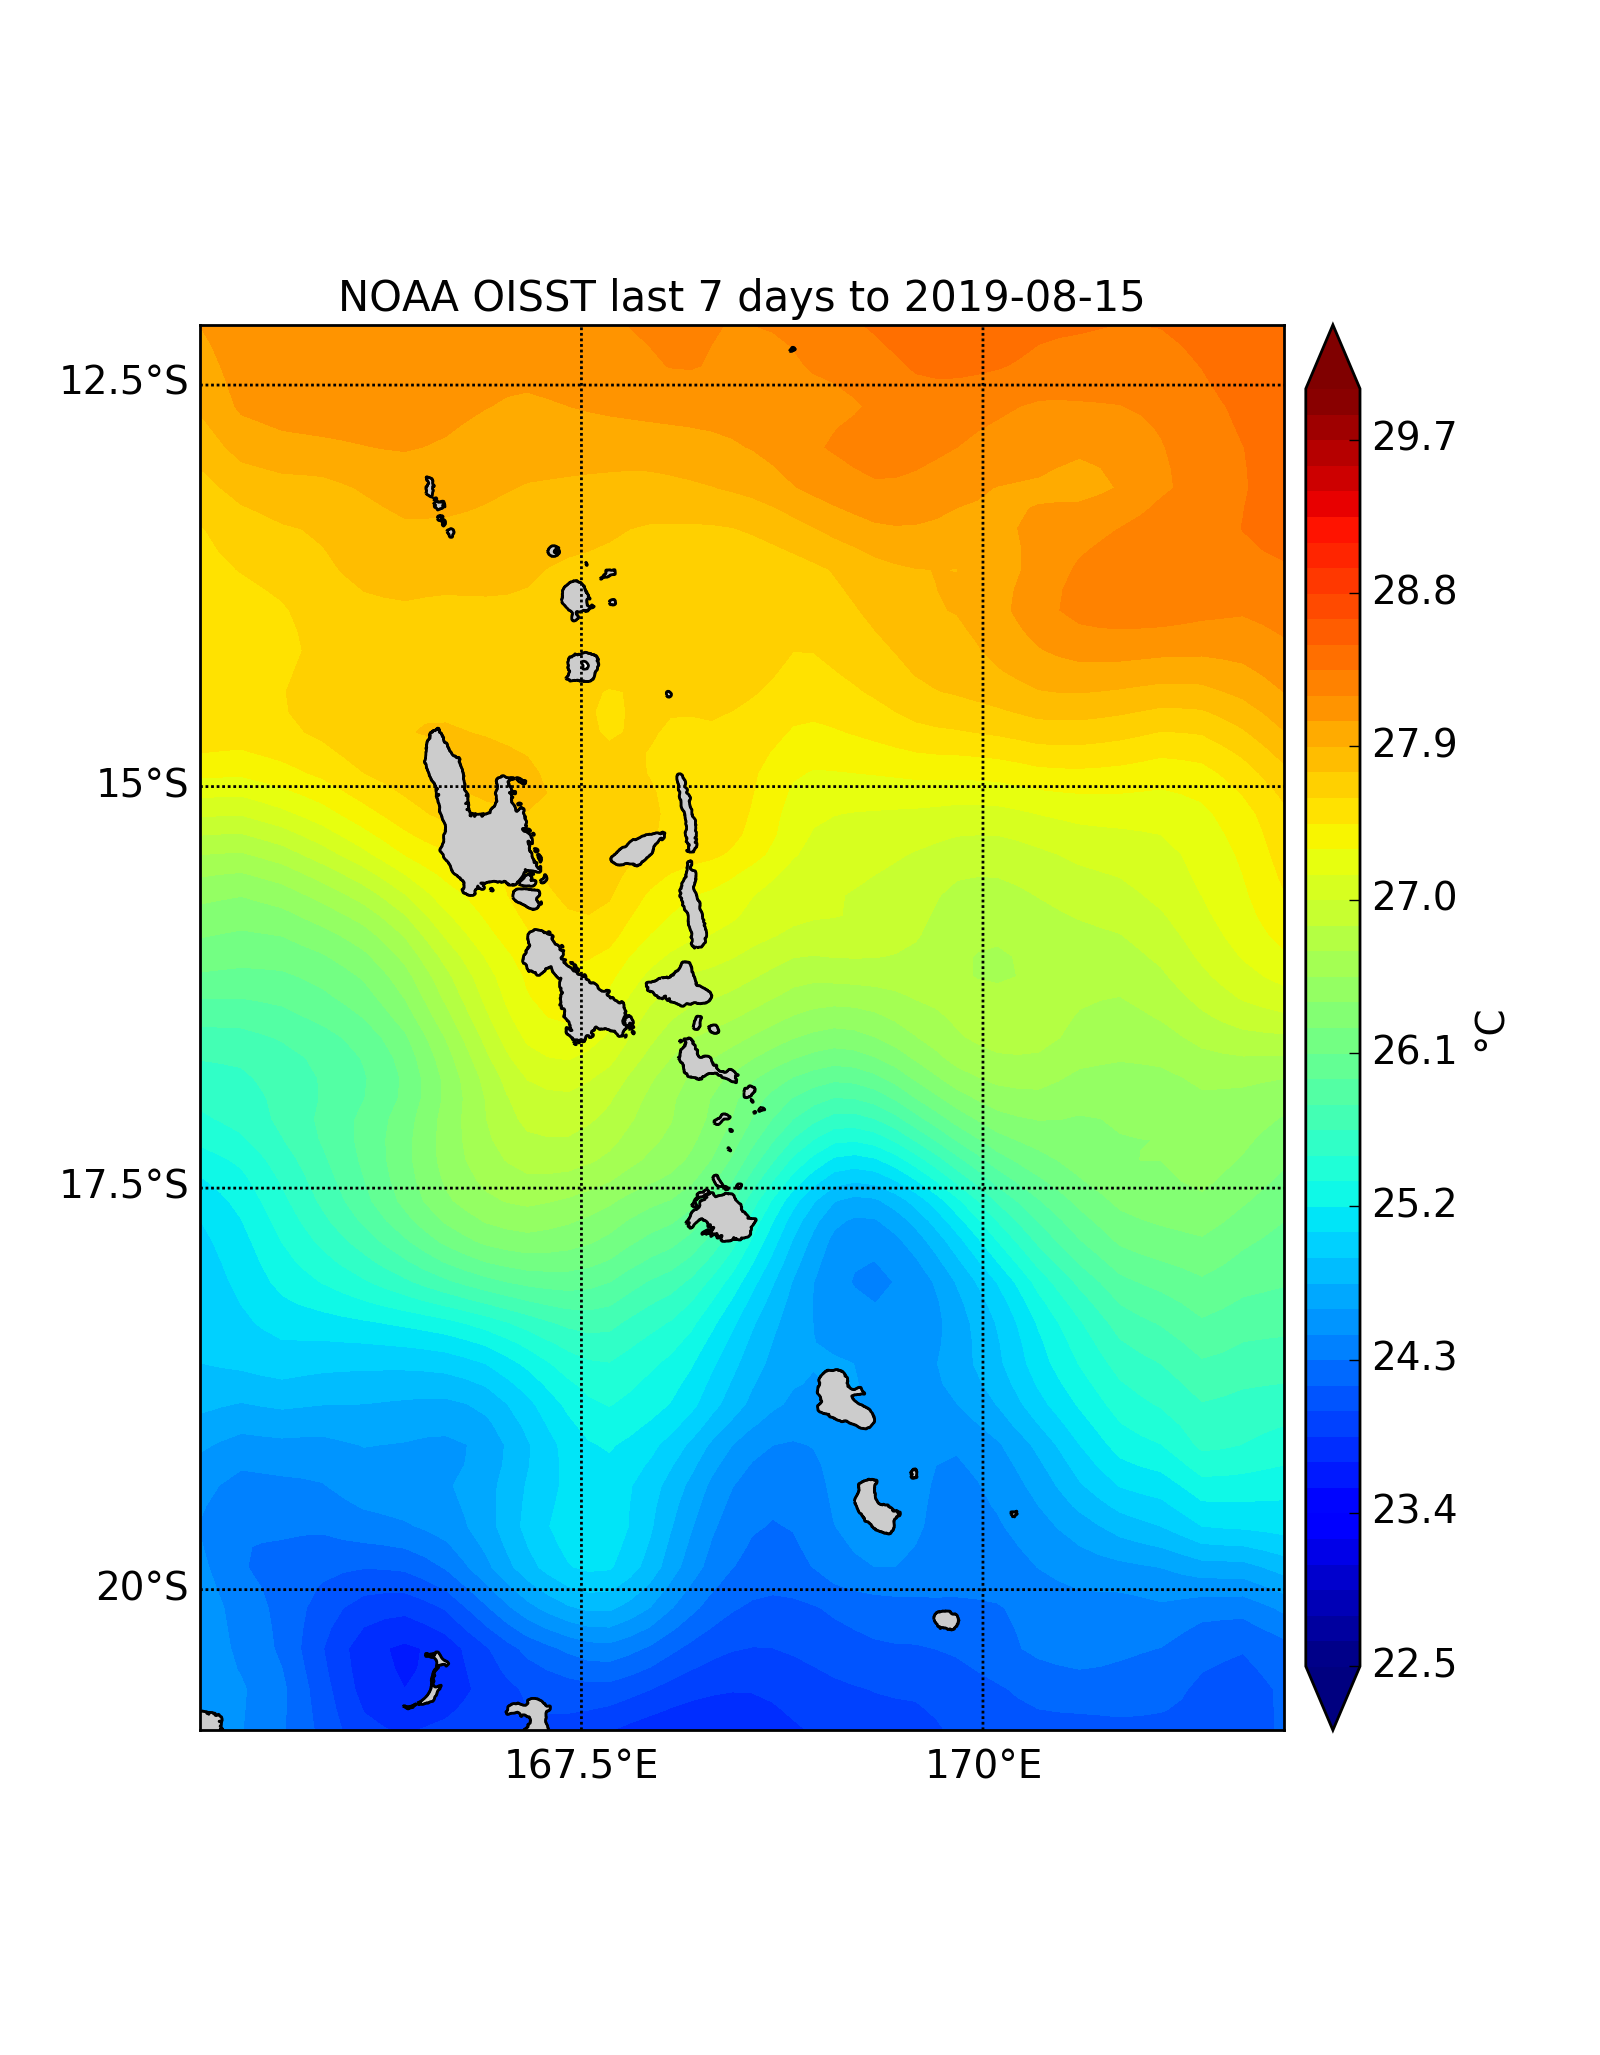 NOAA OISST last 7 days to 2019-08-15
12.5°S
15°S
17.5°S
20°S
167.5°E
170°E
29.7
28.8
27.9
27.0
26.1
25.2
24.3
23.4
22.5
°C